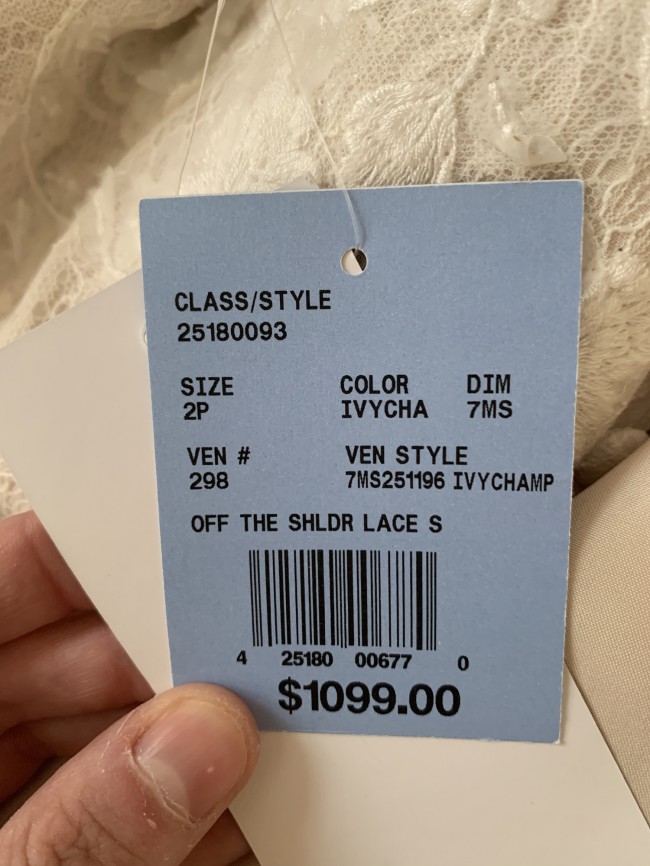 CLASS/STYLE
25180093
SIZE COLOR DIM
2P IVYCHA 7MS
VEN # VEN STYLE
298 7MS251196 IVYCHAMP
OFF THE SHLDR LACE S
4 25180 00677 0
$1099.00